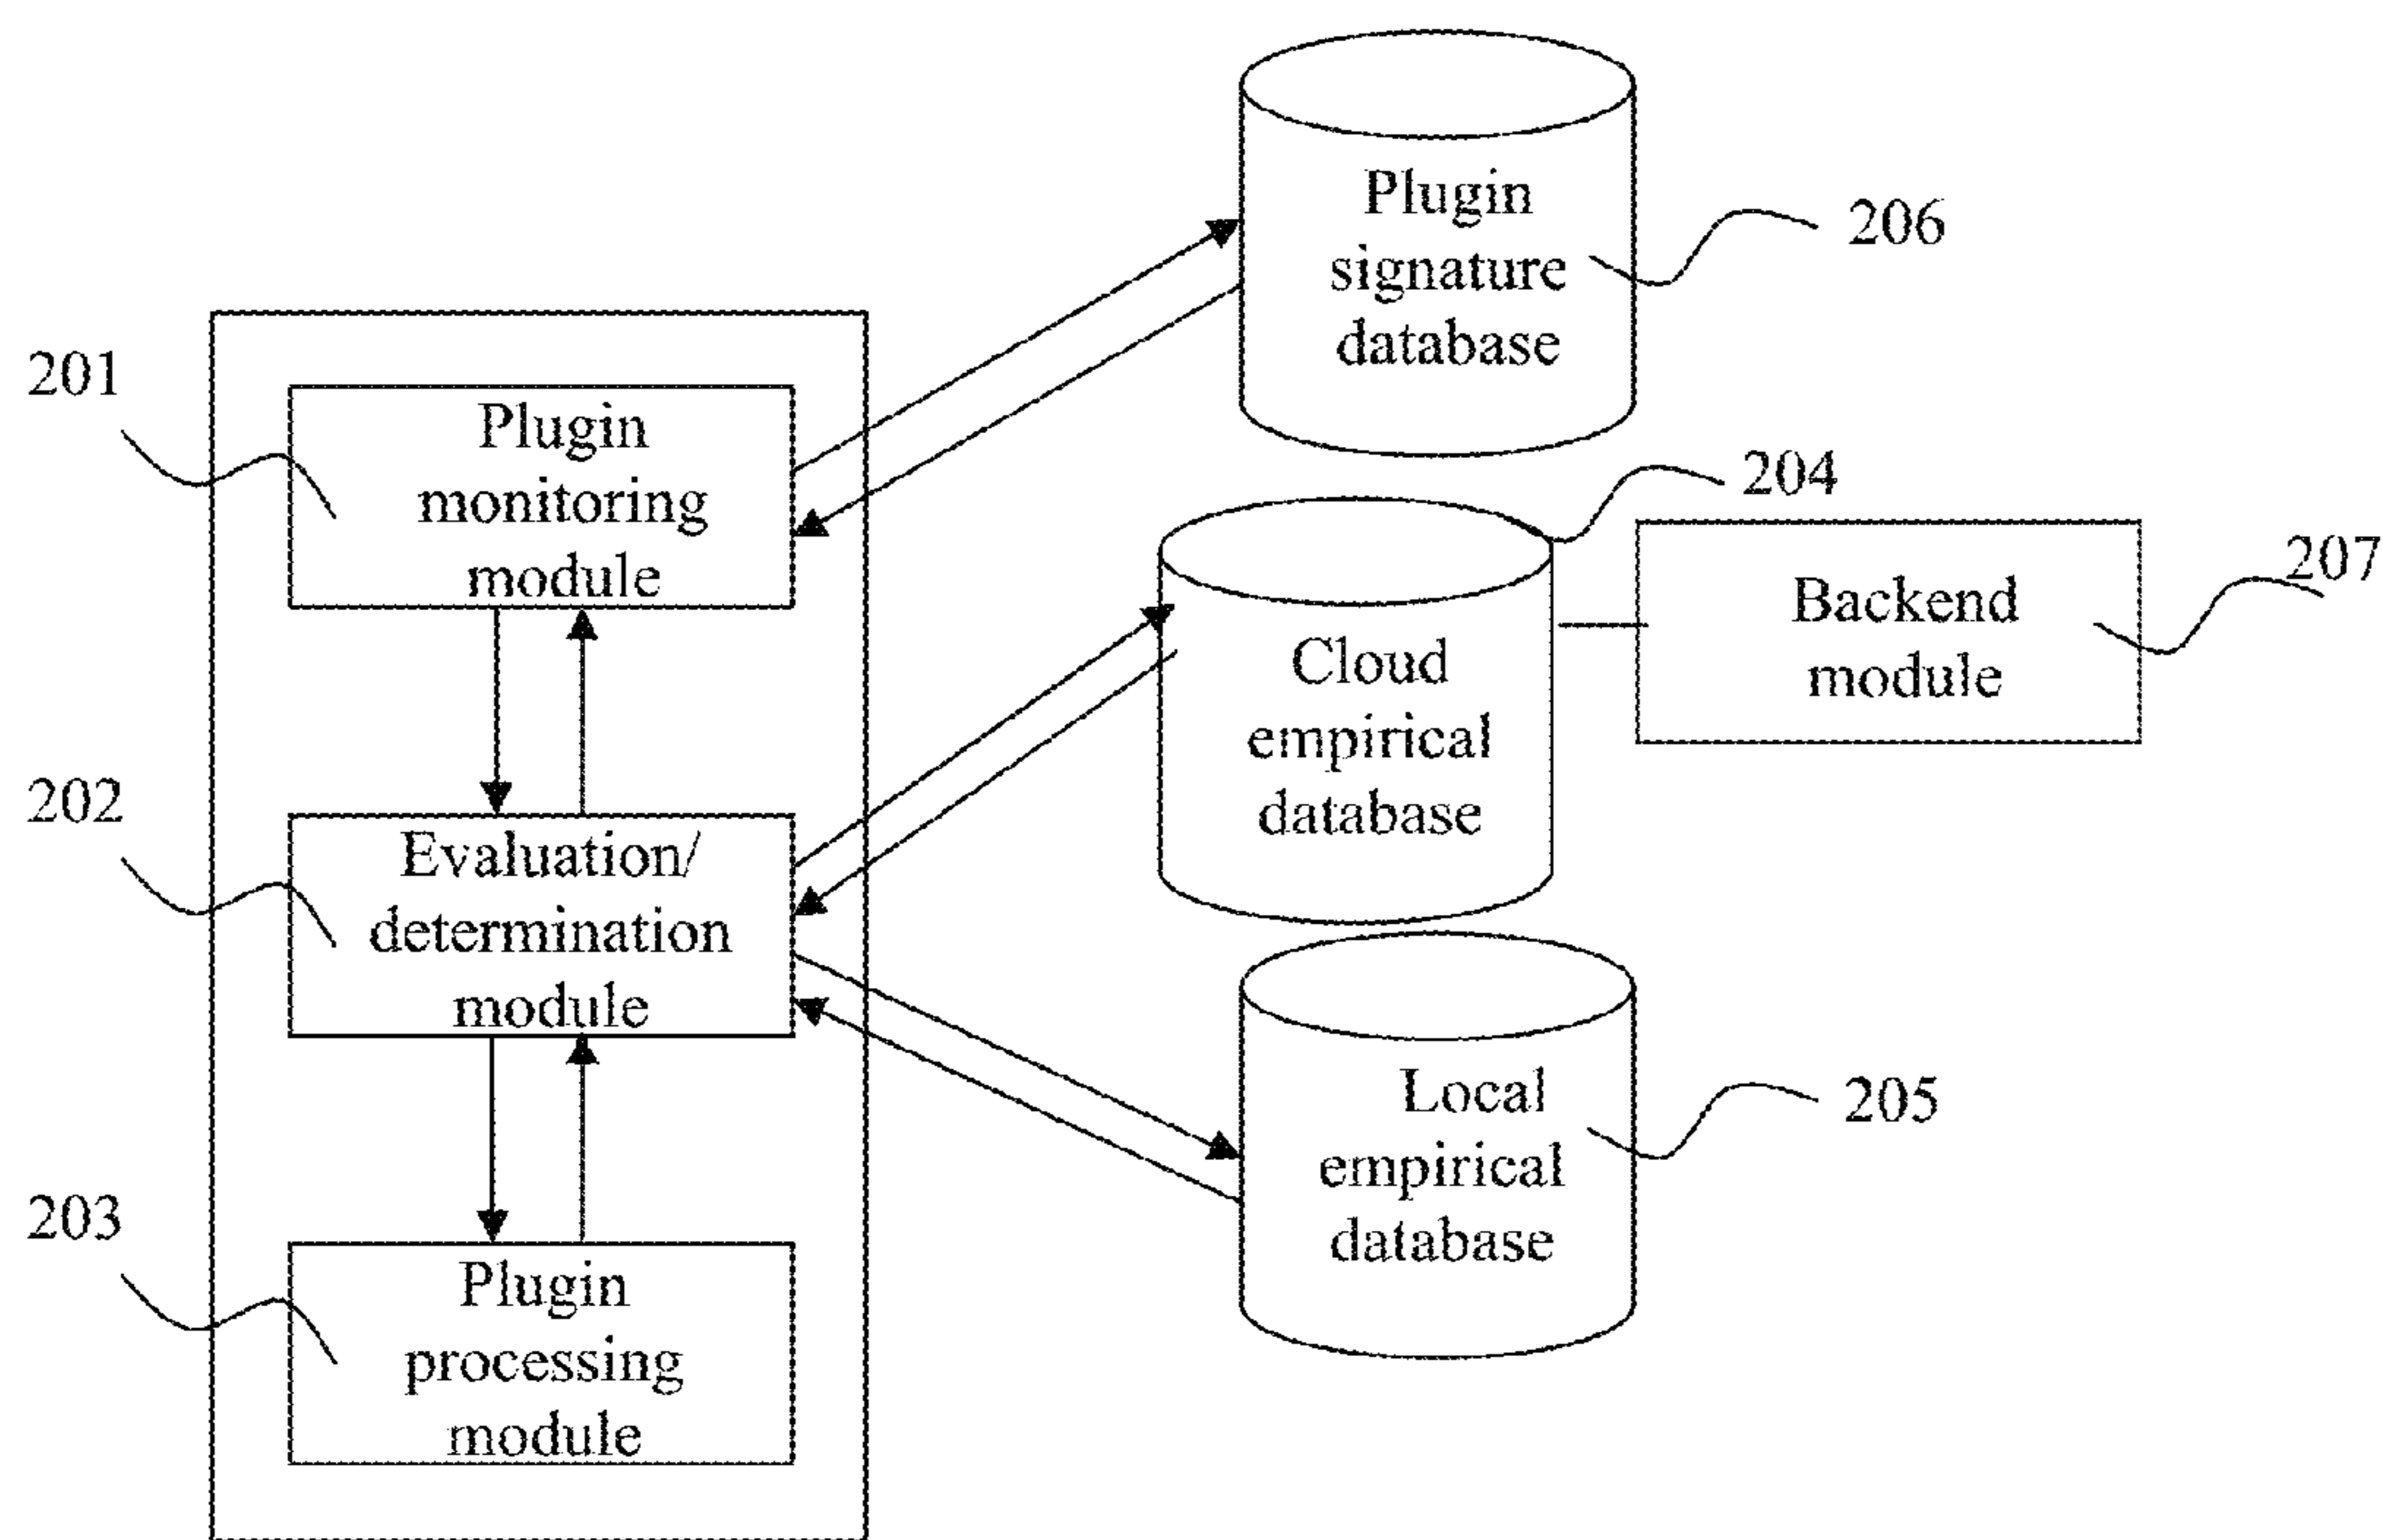 Plugin
signature
database
206
201
Plugin
monitoring
module
204
Cloud
empirical
database
Backend
module
207
202
Evaluation/
determination
module
Local
empirical
database
205
203
Plugin
processing
module